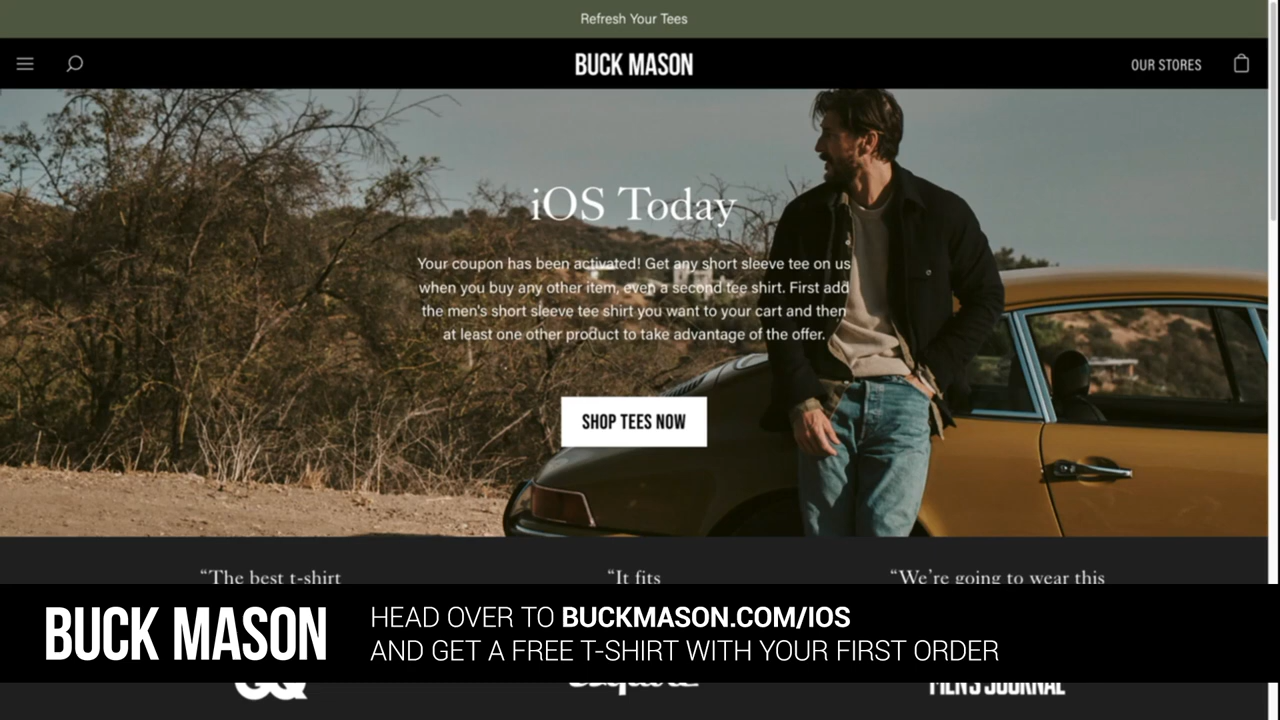 Refresh Your Tees
BUCK MASON
OUR STORES
iOS Today
Your coupon has been activated! Get any short sleeve tee on us
when you buy any other item, even a second tee shirt. First add
the men's short sleeve tee shirt you want to your cart and then
at least one other product to take advantage of the offer.
SHOP TEES NOW
“The best t-shirt
“It fits
“We’re going to wear this
BUCK MASON
HEAD OVER TO BUCKMASON.COM/IOS
AND GET A FREE T-SHIRT WITH YOUR FIRST ORDER
GQ
Esquire
MEN'S JOURNAL